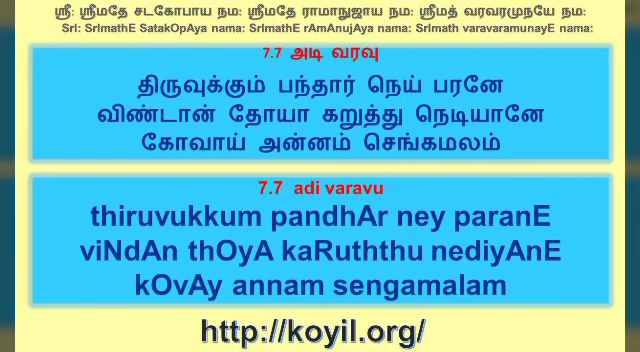 ஸ்ரீ: ஸ்ரீமதே சடகோபாய நம: ஸ்ரீமதே ராமாநுஜாய நம: ஸ்ரீமத் வரவரமுநயே நம:
SrI: SrImathE SatakOpAya nama: SrImathE rAmAnujAya nama: SrImath varavaramunayE nama:
7.7 அடி வரவு
திருவுக்கும் பந்தார் நெய் பரனே
விண்டான் தோயா கறுத்து நெடியானே
கோவாய் அன்னம் செங்கமலம்
7.7 adi varavu
thiruvukkum pandhAr ney paranE
viNdAn thOyA kaRuththu nediyAnE
kOvAy annam sengamalam
http://koyil.org/